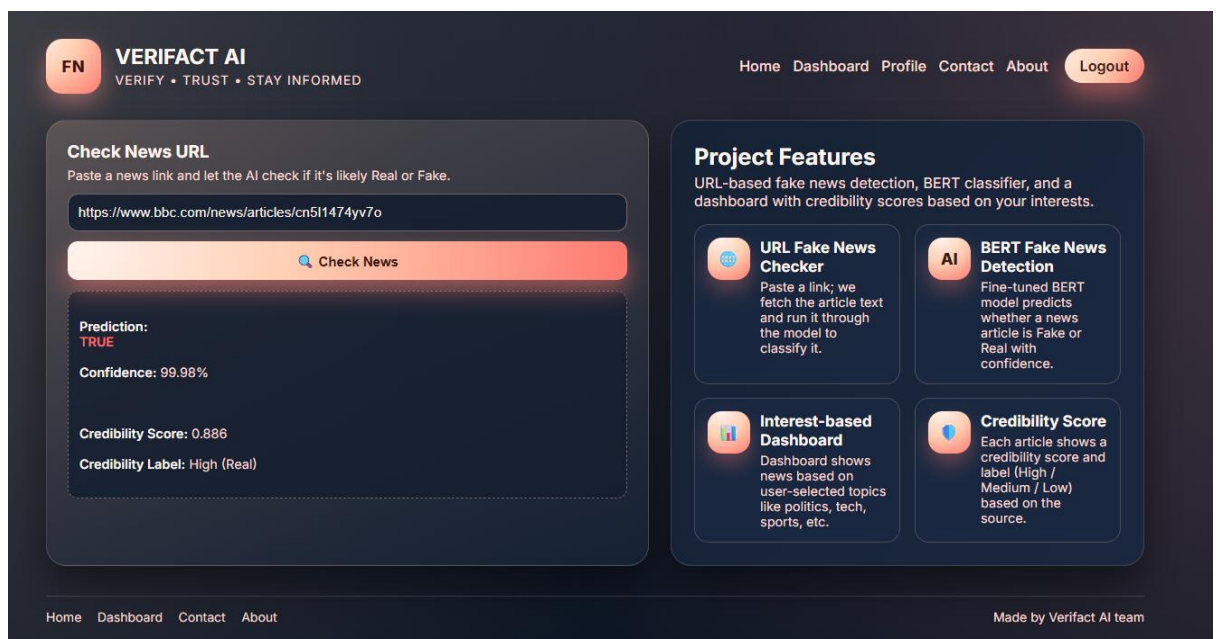 FN
VERIFACT AI
VERIFY • TRUST • STAY INFORMED
Home Dashboard Profile Contact About Logout
Check News URL
Paste a news link and let the AI check if it's likely Real or Fake.
https://www.bbc.com/news/articles/cn5l1474yv7o
Check News
Prediction:
TRUE
Confidence: 99.98%
Credibility Score: 0.886
Credibility Label: High (Real)
Project Features
URL-based fake news detection, BERT classifier, and a
dashboard with credibility scores based on your interests.
URL Fake News
Checker
Paste a link; we
fetch the article text
and run it through
the model to
classify it.
AI
BERT Fake News
Detection
Fine-tuned BERT
model predicts
whether a news
article is Fake or
Real with
confidence.
Interest-based
Dashboard
Dashboard shows
news based on
user-selected topics
like politics, tech,
sports, etc.
Credibility Score
Each article shows a
credibility score and
label (High /
Medium / Low)
based on the
source.
Home Dashboard Contact About
Made by Verifact AI team